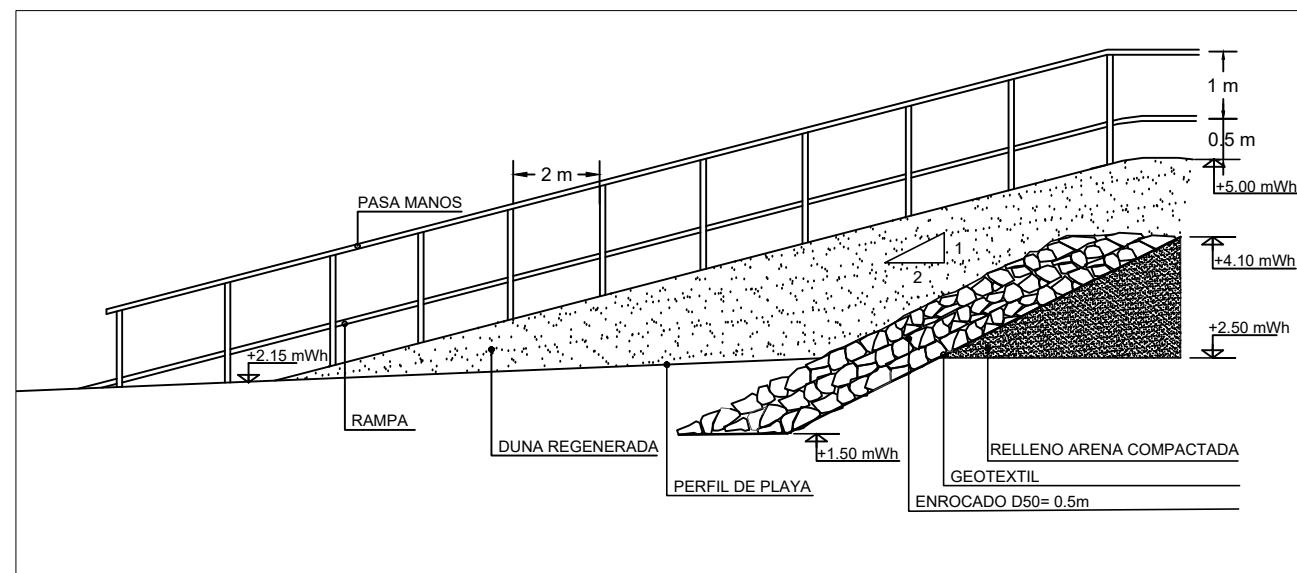 1 m
0.5 m
+5.00 mWh
2 m
PASA MANOS
1
2
+4.10 mWh
+2.50 mWh
+2.15 mWh
RAMPA
DUNA REGENERADA
+1.50 mWh
RELLENO ARENA COMPACTADA
GEOTEXTIL
PERFIL DE PLAYA
ENROCADO D50= 0.5m